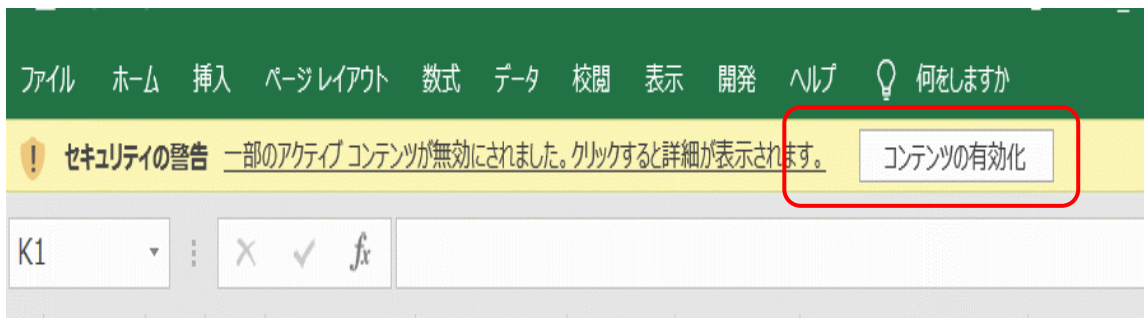 ファイル ホーム 挿入 ページ レイアウト 数式 データ 校閲 表示 開発 ヘルプ 何をしますか
セキュリティの警告 一部のアクティブ コンテンツが無効にされました。クリックすると詳細が表示されます。 コンテンツの有効化
K1 fx